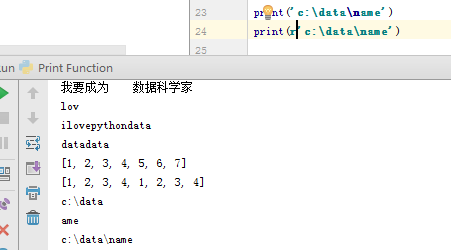 23 print('c:\data\name')
24 print(r'c:\data\name')
25
un Print Function
我要成为 数据科学家
lov
ilovepythondata
datadata
[1, 2, 3, 4, 5, 6, 7]
[1, 2, 3, 4, 1, 2, 3, 4]
c:\data
ame
c:\data\name